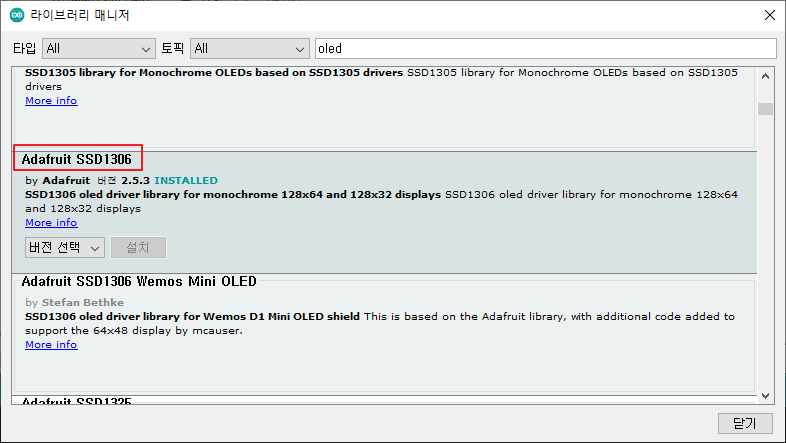 라이브러리 매니저
타입 All 토픽 All oled
SSD1305 library for Monochrome OLEDs based on SSD1305 drivers SSD1305 library for Monochrome OLEDs based on SSD1305
drivers
More info
Adafruit SSD1306
by Adafruit 버전 2.5.3 INSTALLED
SSD1306 oled driver library for monochrome 128x64 and 128x32 displays SSD1306 oled driver library for monochrome 128x64
and 128x32 displays
More info
버전 선택 설치
Adafruit SSD1306 Wemos Mini OLED
by Stefan Bethke
SSD1306 oled driver library for Wemos D1 Mini OLED shield This is based on the Adafruit library, with additional code added to
support the 64x48 display by mcauser.
More info
Adafruit SSD1325
닫기